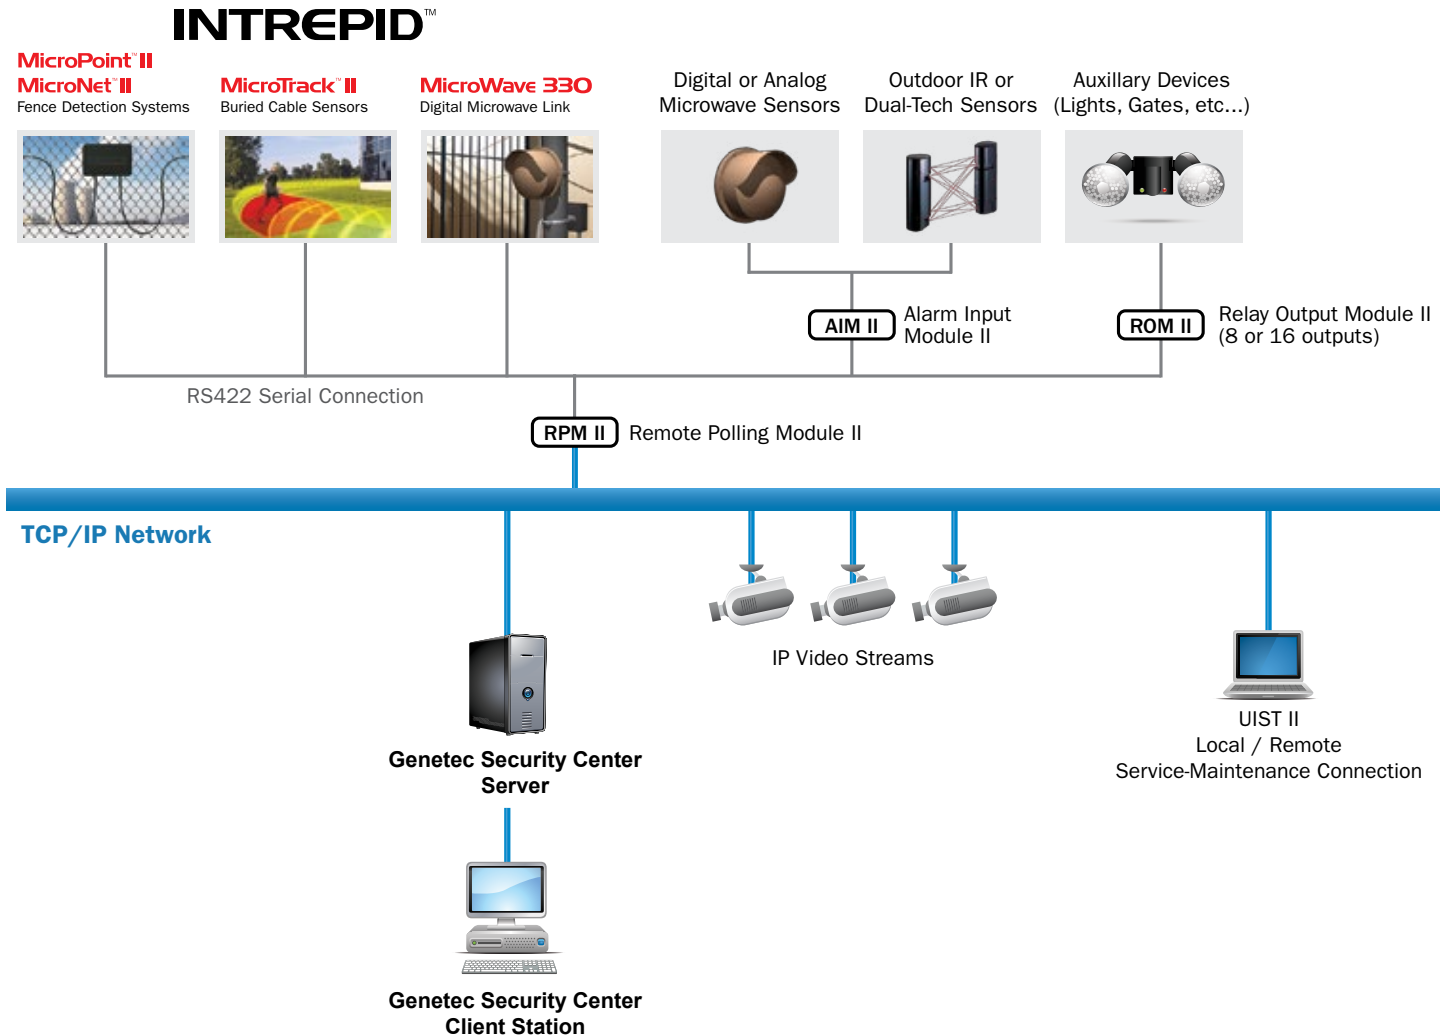 INTREPID™
MicroPoint™ II
MicroNet™ II
Fence Detection Systems
MicroTrack™ II
Buried Cable Sensors
MicroWave 330
Digital Microwave Link
Digital or Analog
Microwave Sensors
Outdoor IR or
Dual-Tech Sensors
Auxillary Devices
(Lights, Gates, etc...)
AIM II
Alarm Input
Module II
ROM II
Relay Output Module II
(8 or 16 outputs)
RS422 Serial Connection
RPM II
Remote Polling Module II
TCP/IP Network
IP Video Streams
Genetec Security Center
Server
UIST II
Local / Remote
Service-Maintenance Connection
Genetec Security Center
Client Station